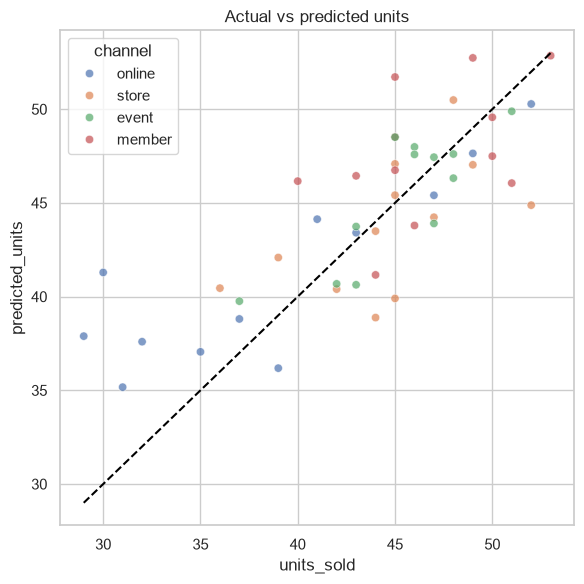 Actual vs predicted units
channel
online
store
event
member
predicted_units
50
45
40
35
30
30 35 40 45 50
units_sold